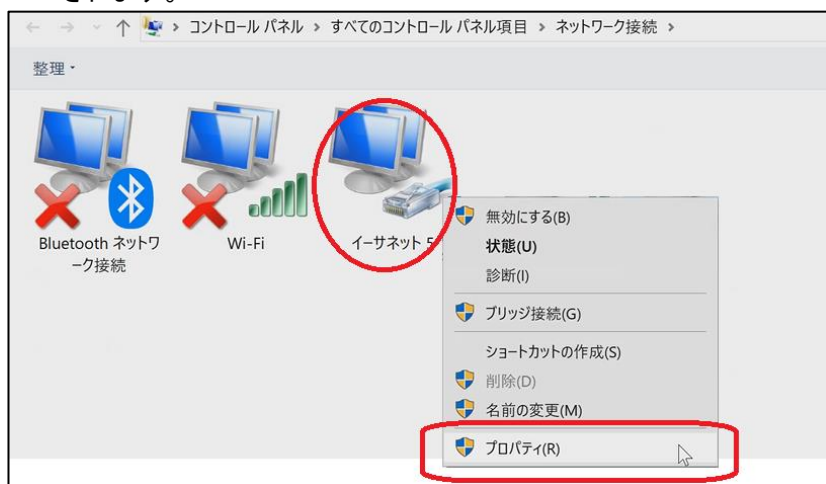 されます。
コントロール パネル > すべてのコントロール パネル項目 > ネットワーク接続 >
整理
Bluetooth ネットワ
ーク接続
Wi-Fi
イーサネット 5
無効にする(B)
状態(U)
診断(I)
ブリッジ接続(G)
ショートカットの作成(S)
削除(D)
名前の変更(M)
プロパティ(R)